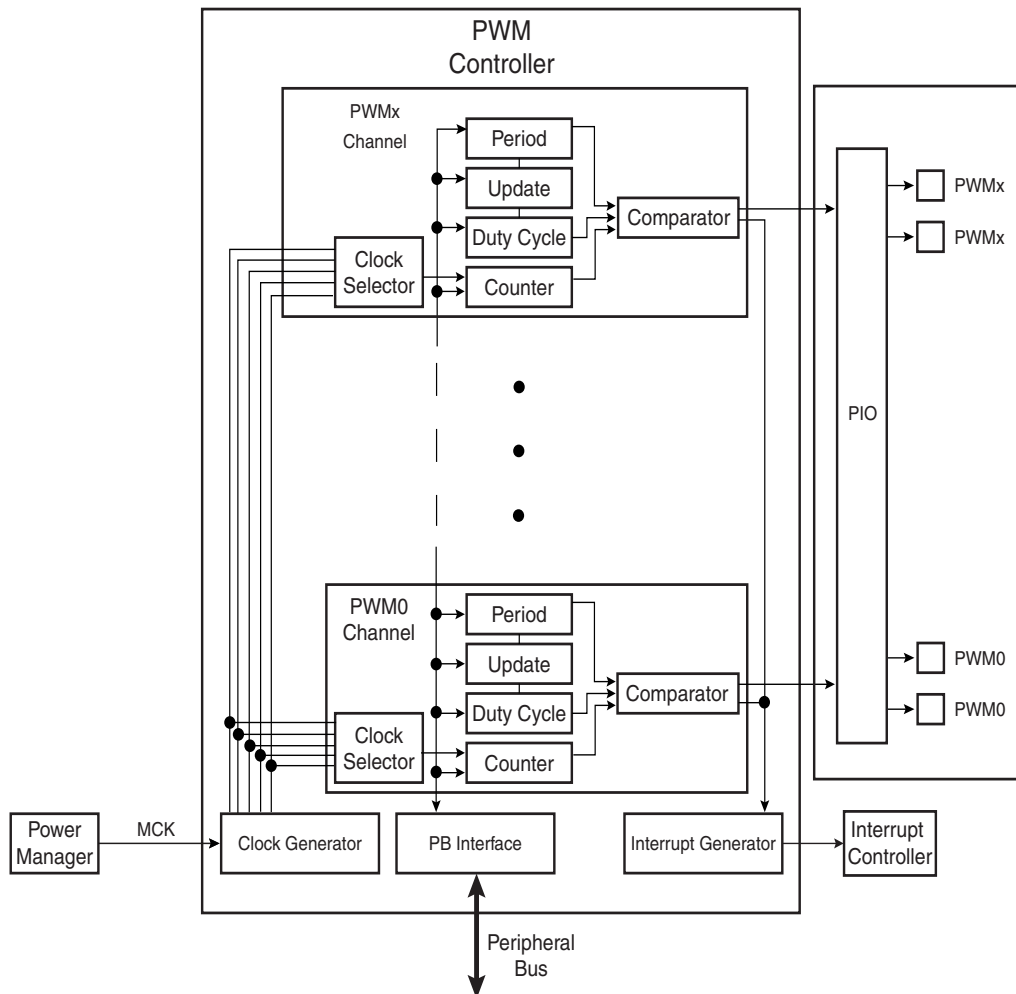 PWM
Controller
PWMx
Channel
Period
Update
Duty Cycle
Counter
Clock
Selector
Comparator
PIO
PWMx
PWMx
PWM0
Channel
Period
Update
Duty Cycle
Counter
Clock
Selector
Comparator
PWM0
PWM0
Power
Manager
MCK
Clock Generator
PB Interface
Interrupt Generator
Interrupt
Controller
Peripheral
Bus